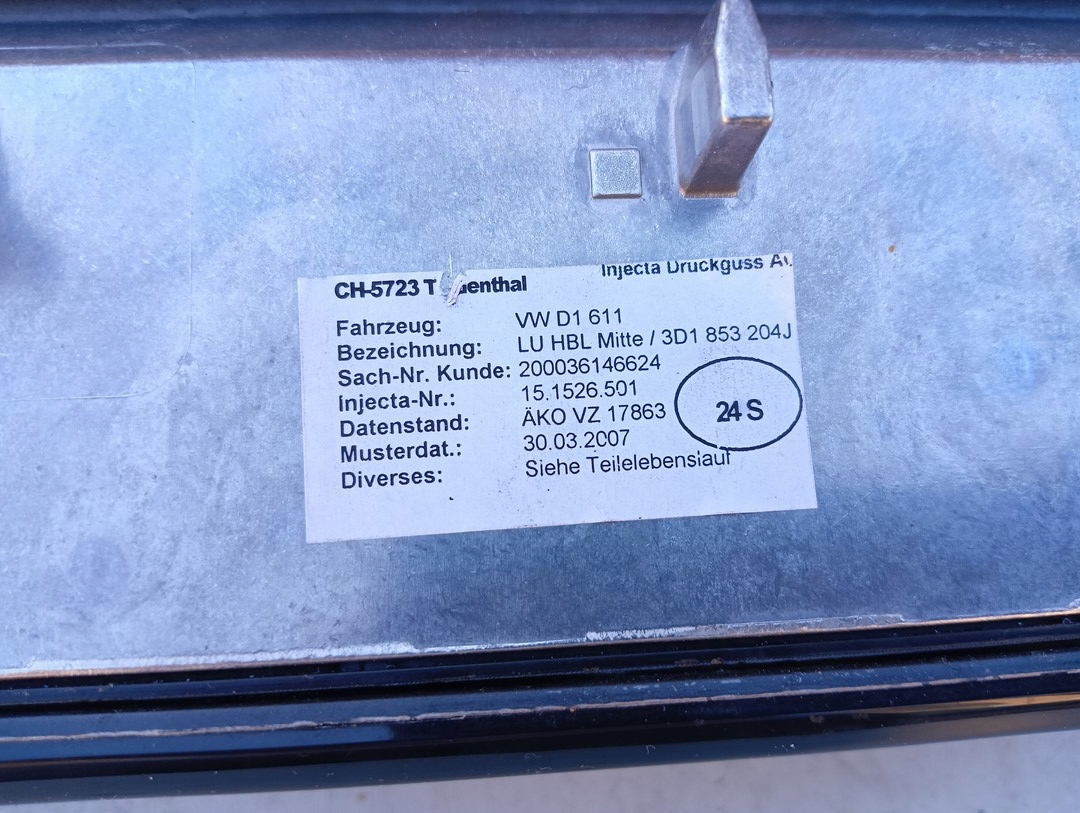 Injecta Druckguss
CH-5723 T
Fahrzeug: VW D1 611
Bezeichnung: LU HBL Mitte / 3D1 853 204J
Sach-Nr. Kunde: 200036146624
Injecta-Nr.: 15.1526.501
Datenstand: ÄKO VZ 17863
Musterdat.: 30.03.2007
Diverses: Siehe Teilelebenslauf
24 S